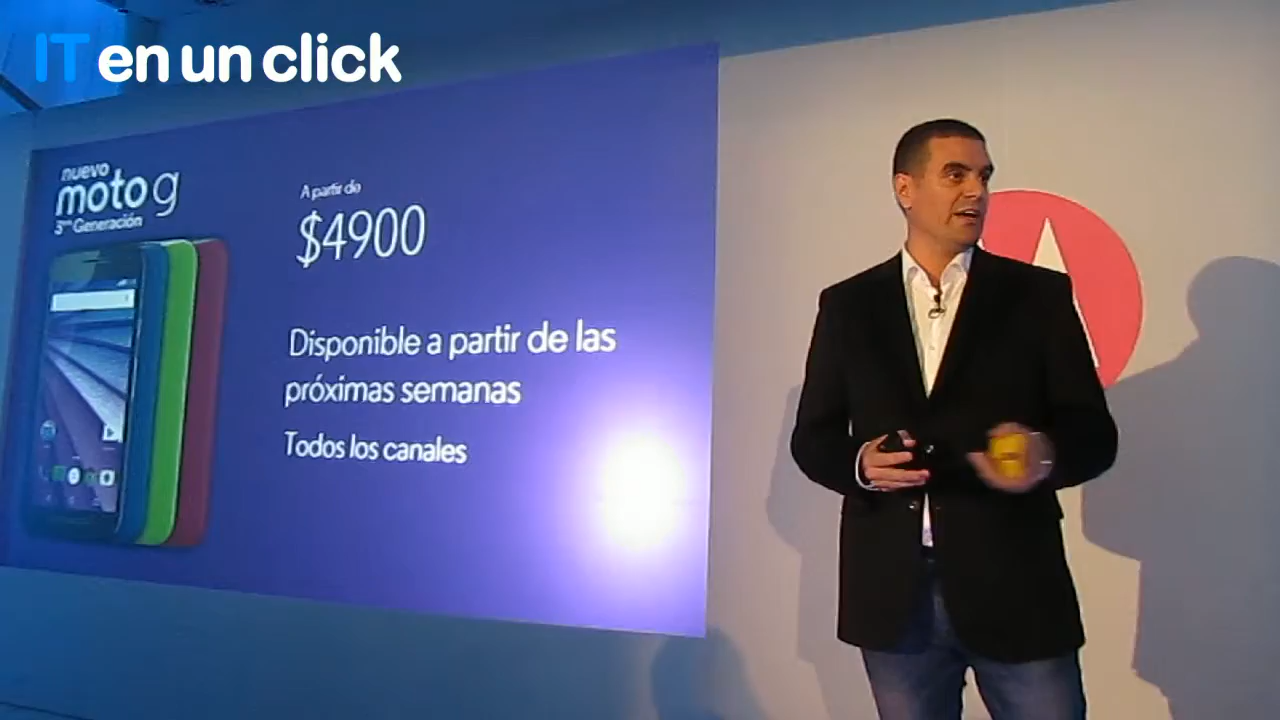 IT en un click
nuevo
moto g
3ra Generación
A partir de
$4900
Disponible a partir de las
próximas semanas
Todos los canales